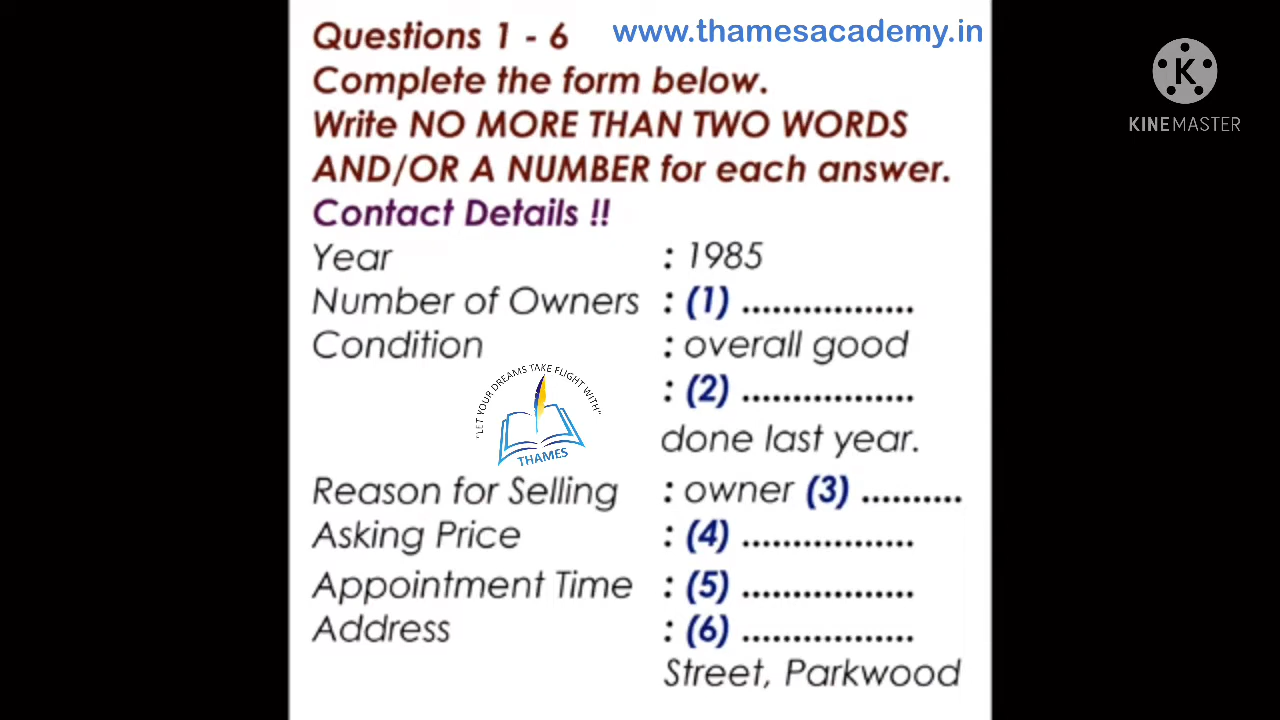 Questions 1 - 6 www.thamesacademy.in
Complete the form below.
Write NO MORE THAN TWO WORDS
AND/OR A NUMBER for each answer.
Contact Details !!
Year : 1985
Number of Owners : (1) .................
Condition : overall good
: (2) .................
done last year.
Reason for Selling : owner (3) ..........
Asking Price : (4) .................
Appointment Time : (5) .................
Address : (6) .................
Street, Parkwood
"LET YOUR DREAMS TAKE FLIGHT WITH"
THAMES
K
KINEMASTER